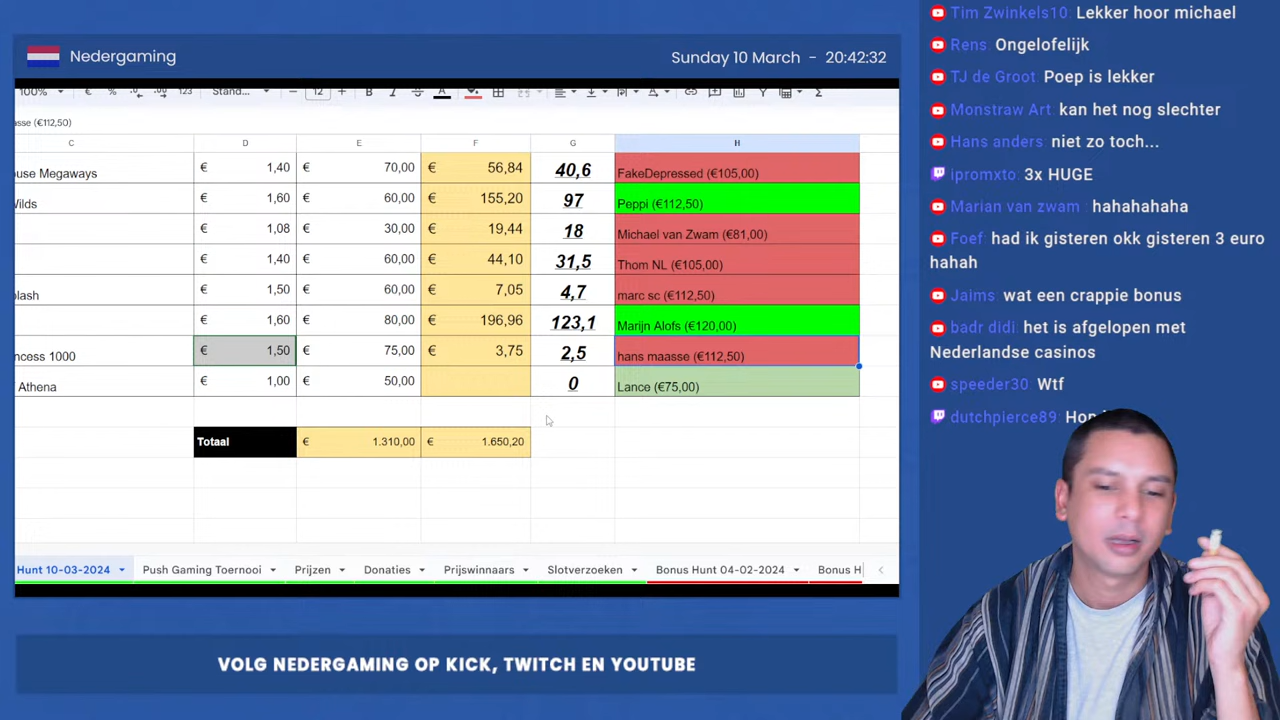 Nedergaming
Sunday 10 March - 20:42:32
100%
€ % .0 .00 123
Stand...
- 12 +
B I A
asse (€112,50)
C D E F G H
use Megaways € 1,40 € 70,00 € 56,84 40,6 FakeDepressed (€105,00)
Wilds € 1,60 € 60,00 € 155,20 97 Peppi (€112,50)
€ 1,08 € 30,00 € 19,44 18 Michael van Zwam (€81,00)
€ 1,40 € 60,00 € 44,10 31,5 Thom NL (€105,00)
lash € 1,50 € 60,00 € 7,05 4,7 marc sc (€112,50)
€ 1,60 € 80,00 € 196,96 123,1 Marijn Alofs (€120,00)
ncess 1000 € 1,50 € 75,00 € 3,75 2,5 hans maasse (€112,50)
Athena € 1,00 € 50,00 0 Lance (€75,00)
Totaal € 1.310,00 € 1.650,20
Hunt 10-03-2024 Push Gaming Toernooi Prijzen Donaties Prijswinnaars Slotverzoeken Bonus Hunt 04-02-2024 Bonus H
VOLG NEDERGAMING OP KICK, TWITCH EN YOUTUBE
Tim Zwinkels10: Lekker hoor michael
Rens: Ongelofelijk
TJ de Groot: Poep is lekker
Monstraw Art: kan het nog slechter
Hans anders: niet zo toch...
ipromxto: 3x HUGE
Marian van zwam : hahahahaha
Foef: had ik gisteren okk gisteren 3 euro
hahah
Jaims: wat een crappie bonus
badr didi: het is afgelopen met
Nederlandse casinos
speeder30: Wtf
dutchpierce89: